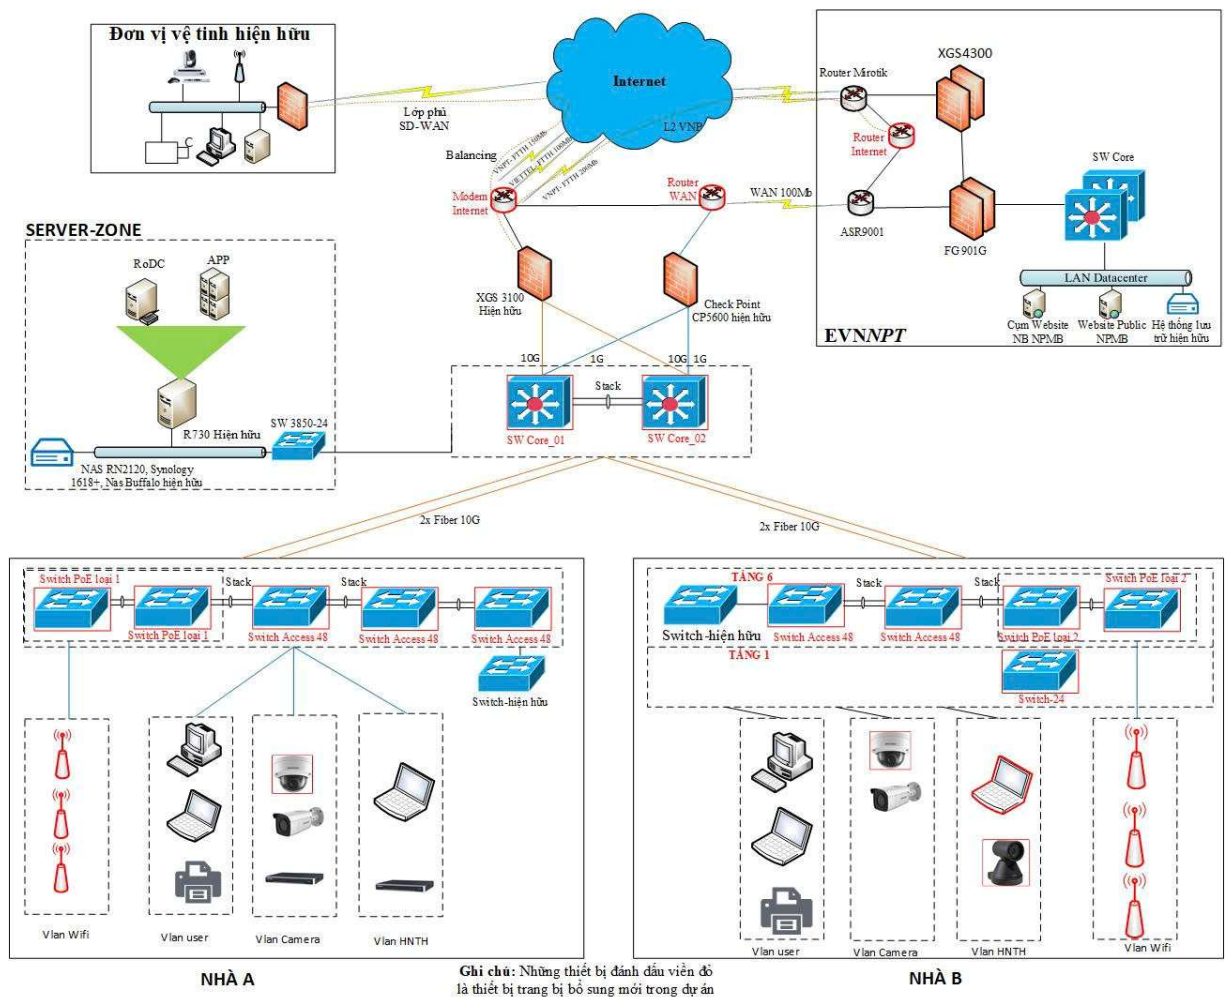 Đơn vị vệ tinh hiện hữu
Lớp phủ
SD-WAN
Internet
L2 VNP
Balancing
VNPT- FTTH 150Mb
VIETTEL- FTTH 100Mb
VNPT- FTTH 200Mb
Modem
Internet
Router
WAN
WAN 100Mb
Router Mirotik
XGS4300
Router
Internet
ASR9001
FG901G
SW Core
LAN Datacenter
Cụm Website
NB NPMB
Website Public
NPMB
Hệ thống lưu
trữ hiện hữu
EVNNPT
SERVER-ZONE
RoDC
APP
R730 Hiện hữu
SW 3850-24
NAS RN2120, Synology
1618+, Nas Buffalo hiện hữu
XGS 3100
Hiện hữu
Check Point
CP5600 hiện hữu
10G
1G
10G
1G
Stack
SW Core_01
SW Core_02
2x Fiber 10G
2x Fiber 10G
Switch PoE loại 1
Stack
Stack
Switch PoE loại 1
Switch Access 48
Switch Access 48
Switch Access 48
Switch-hiện hữu
Vlan Wifi
Vlan user
Vlan Camera
Vlan HNTH
NHÀ A
TẦNG 6
Stack
Stack
Switch PoE loại 2
Switch-hiện hữu
Switch Access 48
Switch Access 48
Switch PoE loại 2
TẦNG 1
Switch-24
Vlan user
Vlan Camera
Vlan HNTH
Vlan Wifi
NHÀ B
Ghi chú: Những thiết bị đánh dấu viền đỏ
là thiết bị trang bị bổ sung mới trong dự án